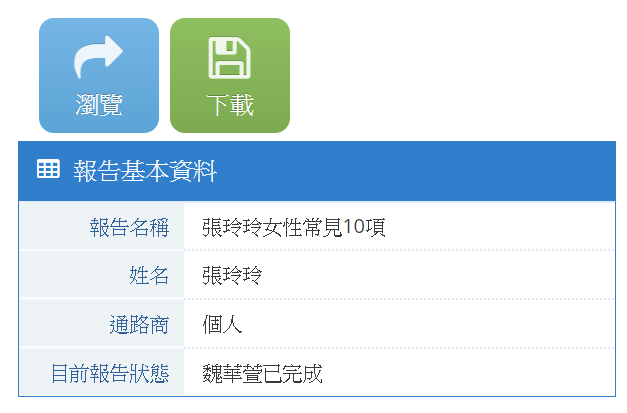 瀏覽 下載
報告基本資料
報告名稱 張玲玲女性常見10項
姓名 張玲玲
通路商 個人
目前報告狀態 魏華萱已完成